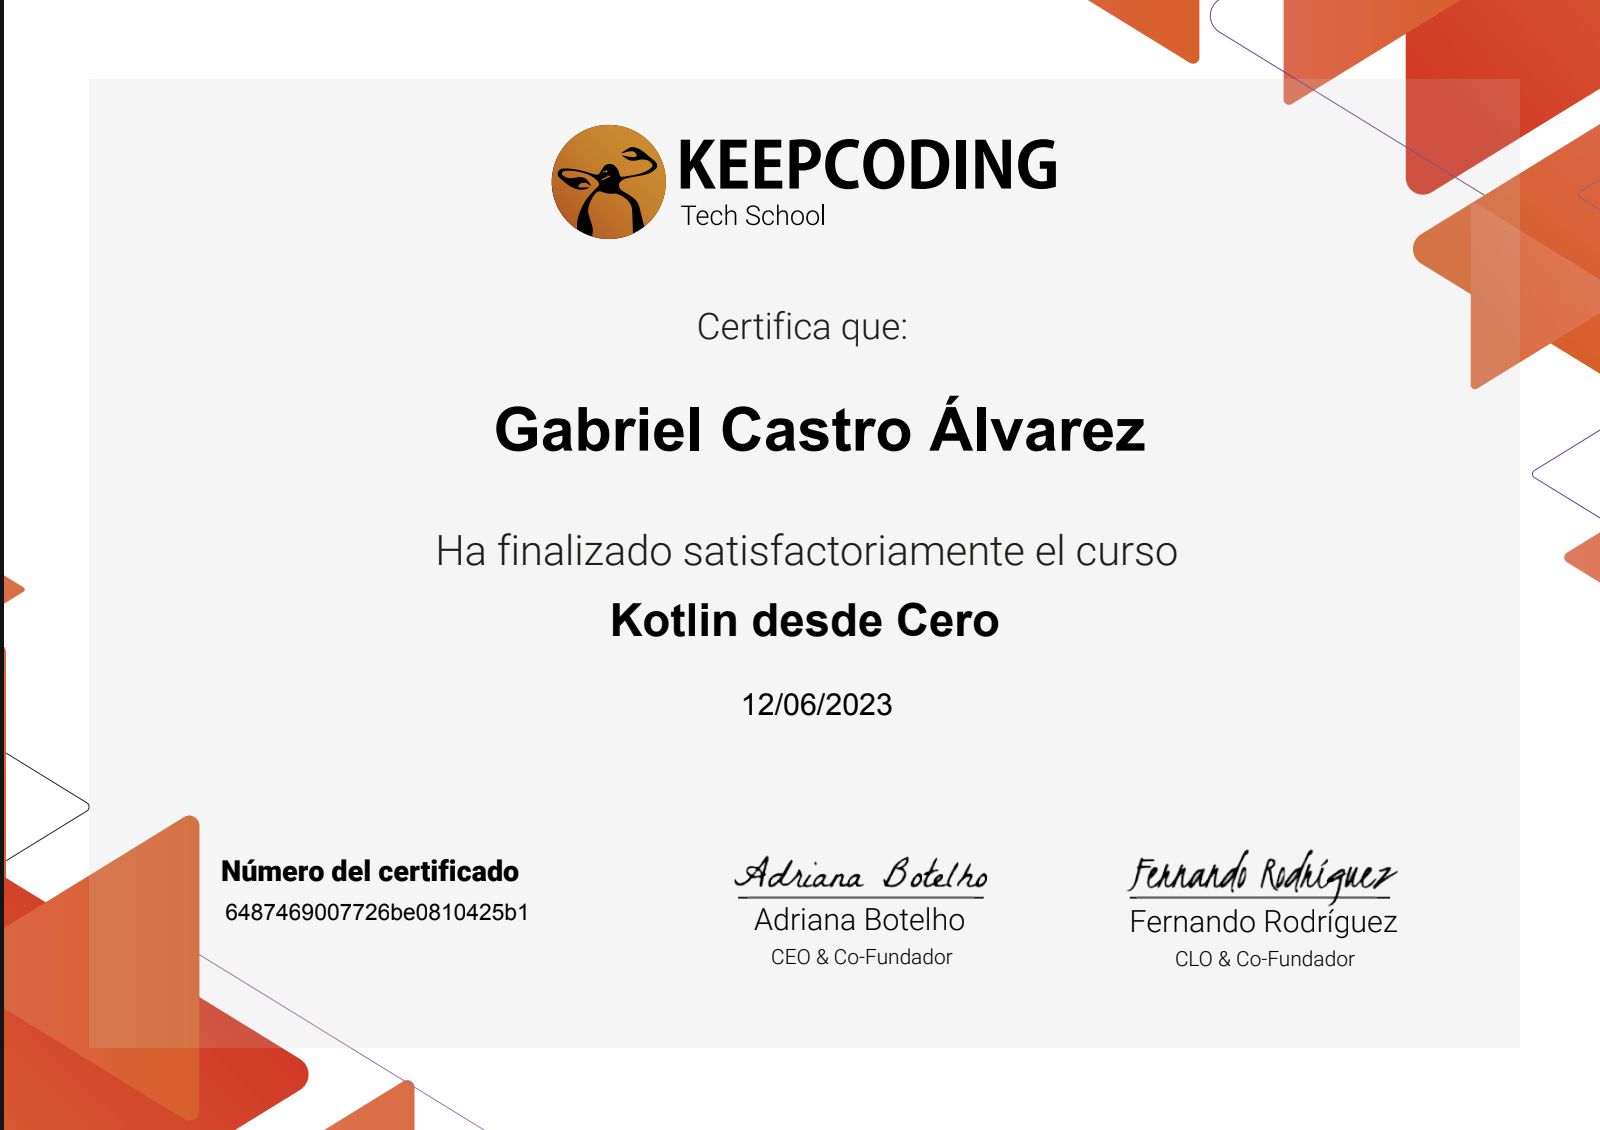 KEEPCODING
Tech School
Certifica que:
Gabriel Castro Álvarez
Ha finalizado satisfactoriamente el curso
Kotlin desde Cero
12/06/2023
Número del certificado
6487469007726be0810425b1
Adriana Botelho
Adriana Botelho
CEO & Co-Fundador
Fernando Rodríguez
Fernando Rodríguez
CLO & Co-Fundador